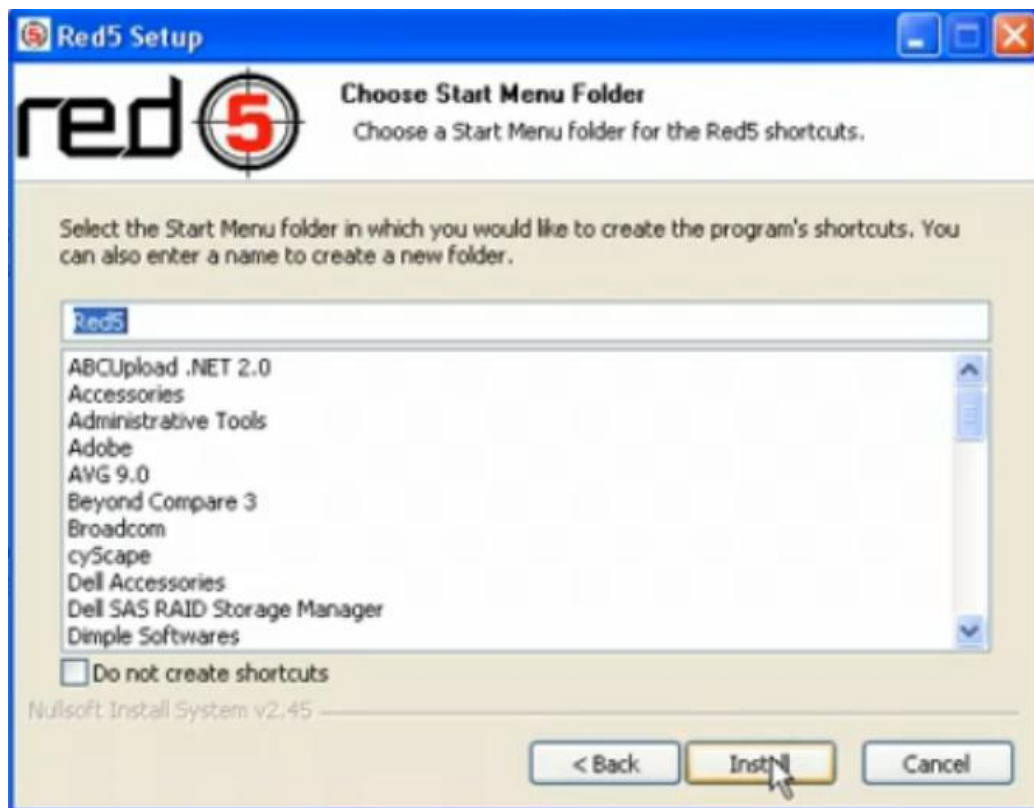 Red5 Setup
red 5
Choose Start Menu Folder
Choose a Start Menu folder for the Red5 shortcuts.
Select the Start Menu folder in which you would like to create the program's shortcuts. You
can also enter a name to create a new folder.
Red5
ABCUpload .NET 2.0
Accessories
Administrative Tools
Adobe
AVG 9.0
Beyond Compare 3
Broadcom
cyScape
Dell Accessories
Dell SAS RAID Storage Manager
Dimple Softwares
Do not create shortcuts
Nullsoft Install System v2.45
< Back Install Cancel